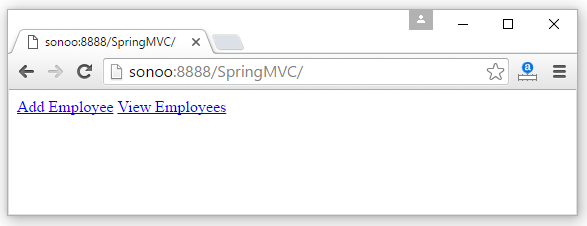 sonoo:8888/SpringMVC/
sonoo:8888/SpringMVC/
a
Add Employee View Employees